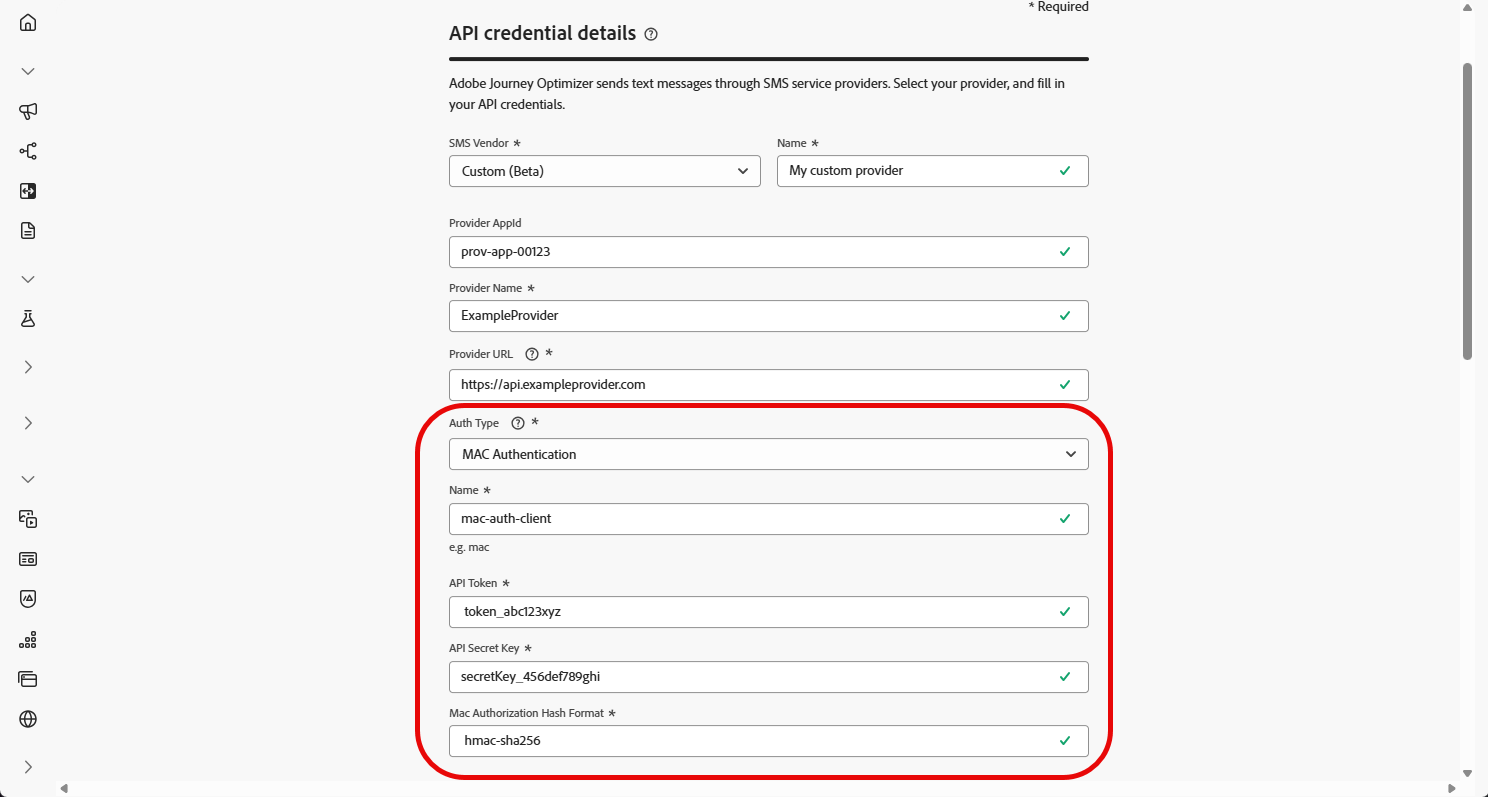 * Required
API credential details
Adobe Journey Optimizer sends text messages through SMS service providers. Select your provider, and fill in
your API credentials.
SMS Vendor *
Name *
Custom (Beta)
My custom provider
Provider AppId
prov-app-00123
Provider Name *
ExampleProvider
Provider URL ? *
https://api.exampleprovider.com
Auth Type ? *
MAC Authentication
Name *
mac-auth-client
e.g. mac
API Token *
token_abc123xyz
API Secret Key *
secretKey_456def789ghi
Mac Authorization Hash Format *
hmac-sha256